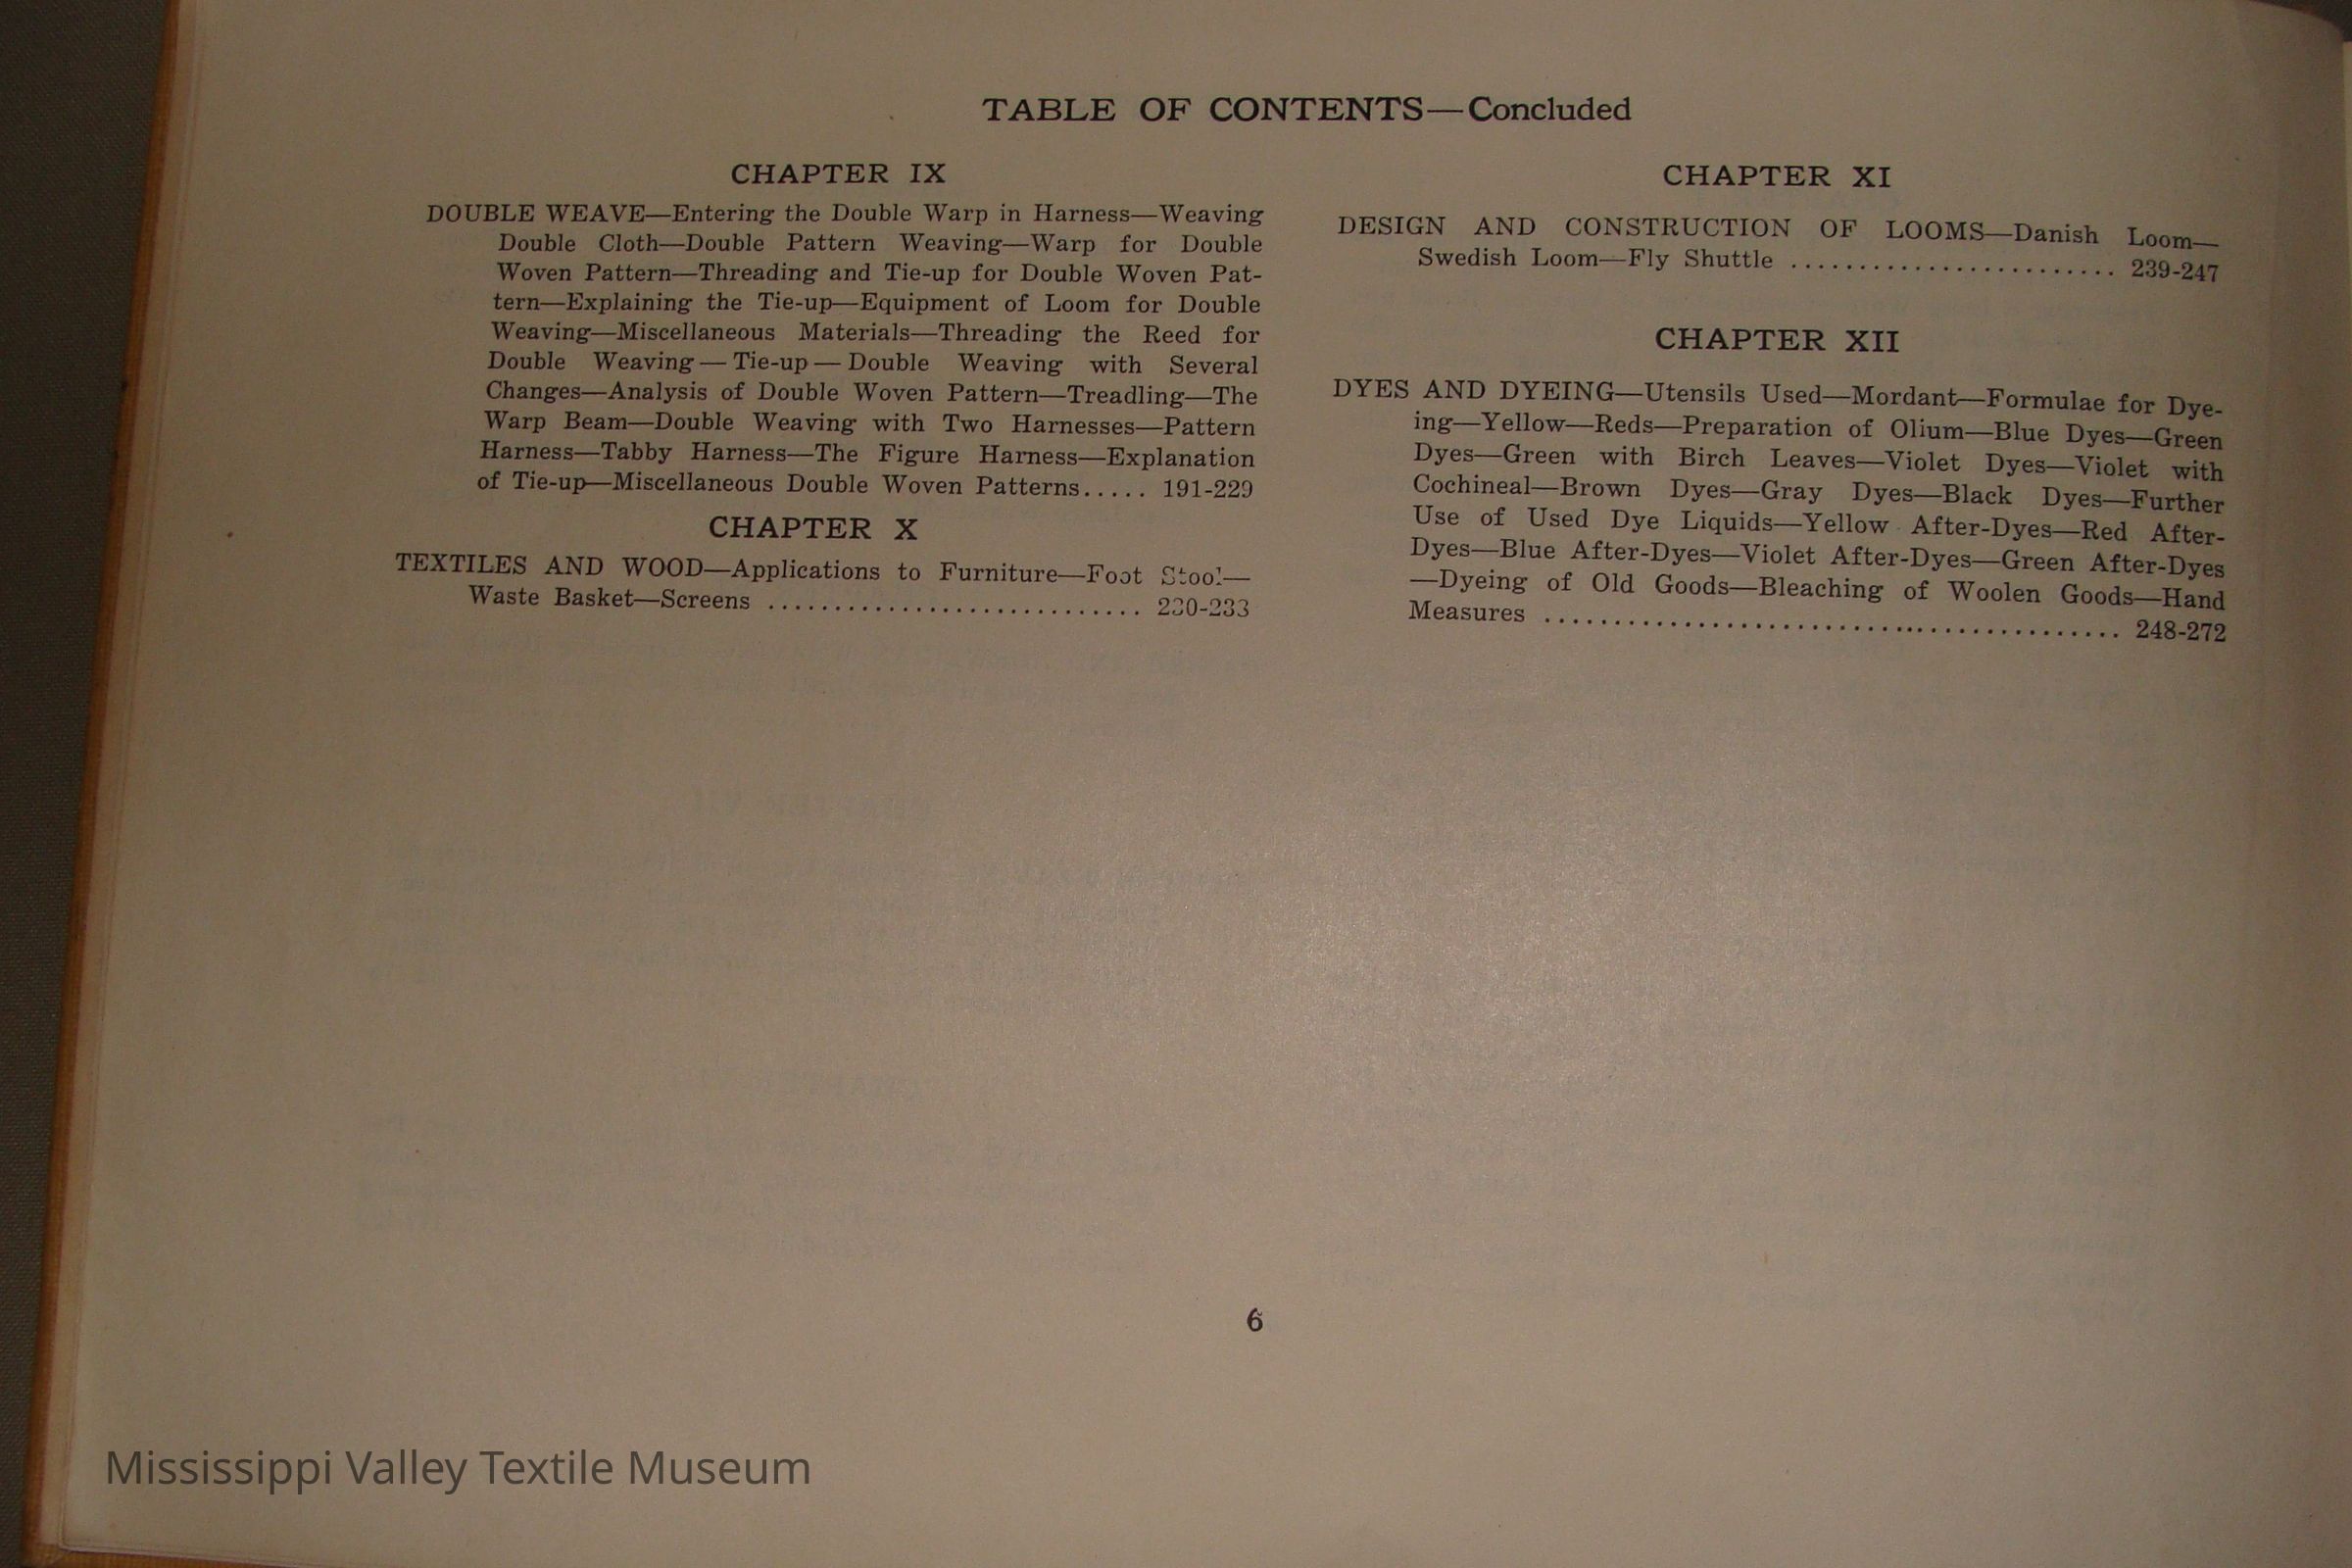 TABLE OF CONTENTS—Concluded
CHAPTER IX
DOUBLE WEAVE—Entering the Double Warp in Harness—Weaving
Double Cloth—Double Pattern Weaving—Warp for Double
Woven Pattern—Threading and Tie-up for Double Woven Pat-
tern—Explaining the Tie-up—Equipment of Loom for Double
Weaving—Miscellaneous Materials—Threading the Reed for
Double Weaving—Tie-up—Double Weaving with Several
Changes—Analysis of Double Woven Pattern—Treadling—The
Warp Beam—Double Weaving with Two Harnesses—Pattern
Harness—Tabby Harness—The Figure Harness—Explanation
of Tie-up—Miscellaneous Double Woven Patterns..... 191-229
CHAPTER X
TEXTILES AND WOOD—Applications to Furniture—Foot Stool—
Waste Basket—Screens ............................ 230-233
CHAPTER XI
DESIGN AND CONSTRUCTION OF LOOMS—Danish Loom—
Swedish Loom—Fly Shuttle ........................ 239-247
CHAPTER XII
DYES AND DYEING—Utensils Used—Mordant—Formulae for Dye-
ing—Yellow—Reds—Preparation of Olium—Blue Dyes—Green
Dyes—Green with Birch Leaves—Violet Dyes—Violet with
Cochineal—Brown Dyes—Gray Dyes—Black Dyes—Further
Use of Used Dye Liquids—Yellow After-Dyes—Red After-
Dyes—Blue After-Dyes—Violet After-Dyes—Green After-Dyes
—Dyeing of Old Goods—Bleaching of Woolen Goods—Hand
Measures .......................................... 248-272
6
Mississippi Valley Textile Museum